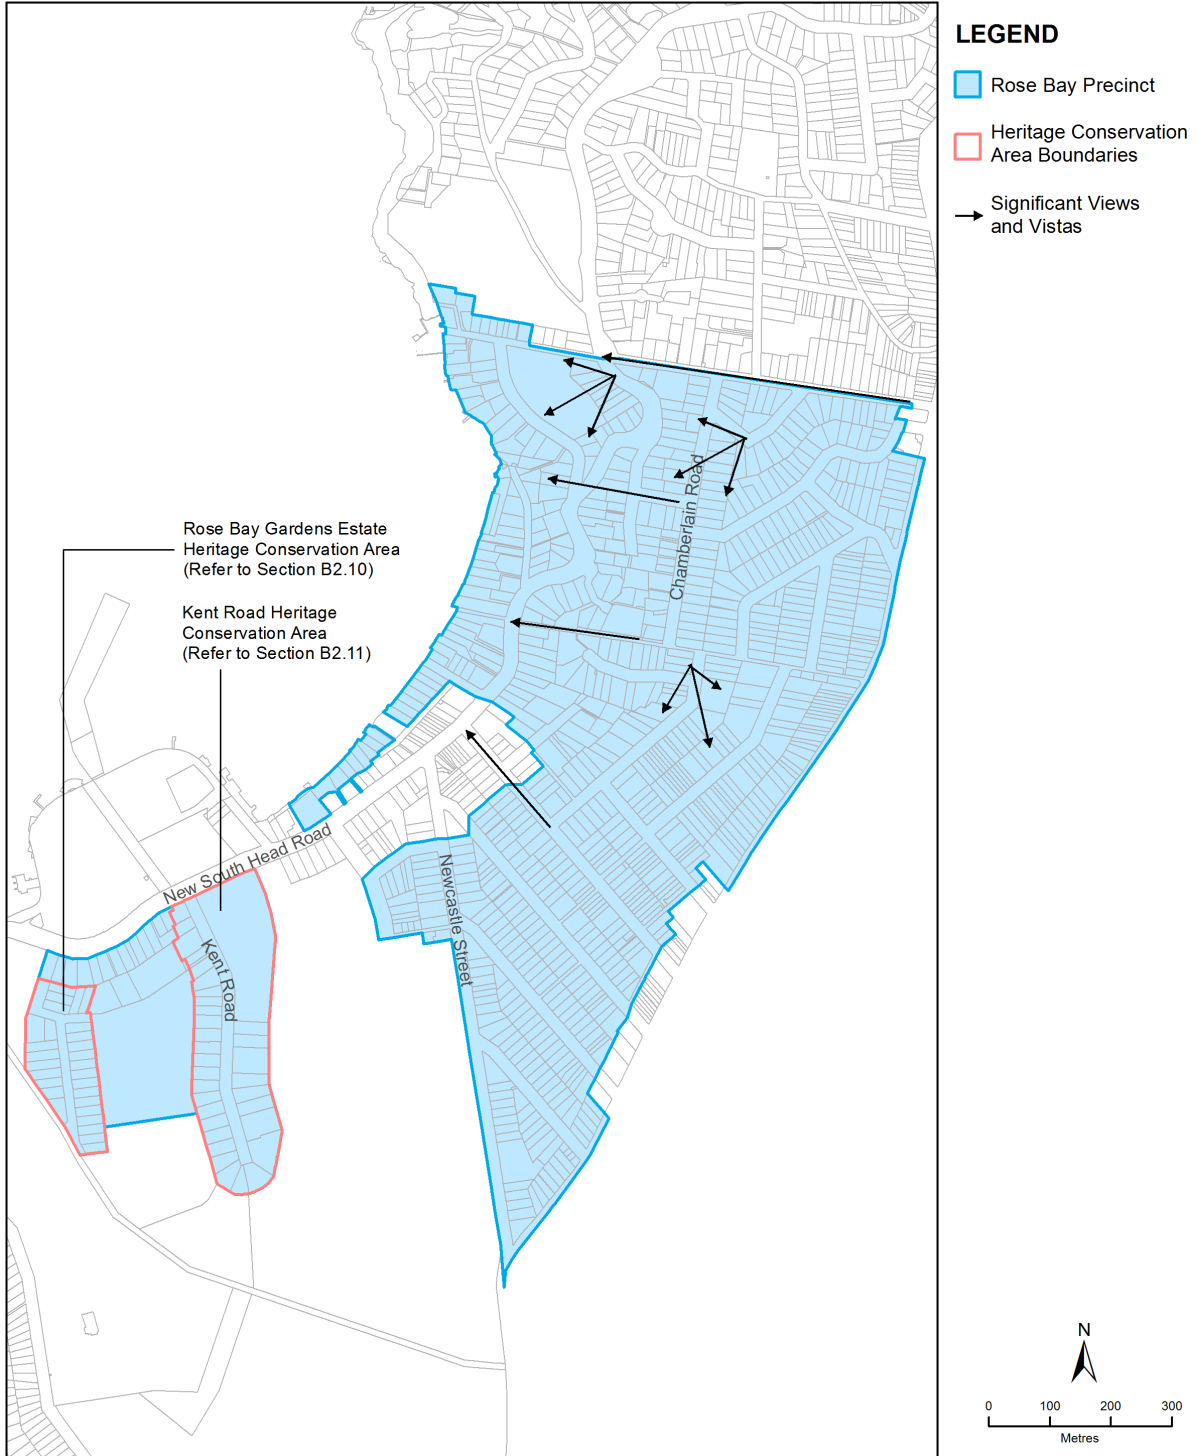 LEGEND
Rose Bay Precinct
Heritage Conservation
Area Boundaries
Significant Views
and Vistas
Rose Bay Gardens Estate
Heritage Conservation Area
(Refer to Section B2.10)
Kent Road Heritage
Conservation Area
(Refer to Section B2.11)
Chamberlain Road
New South Head Road
Newcastle Street
Kent Road
N
0 100 200 300
Metres